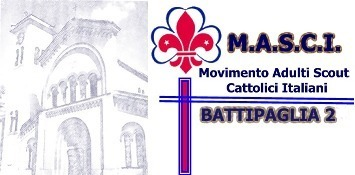 M.A.S.C.I.
Movimento Adulti Scout
Cattolici Italiani
BATTIPAGLIA 2